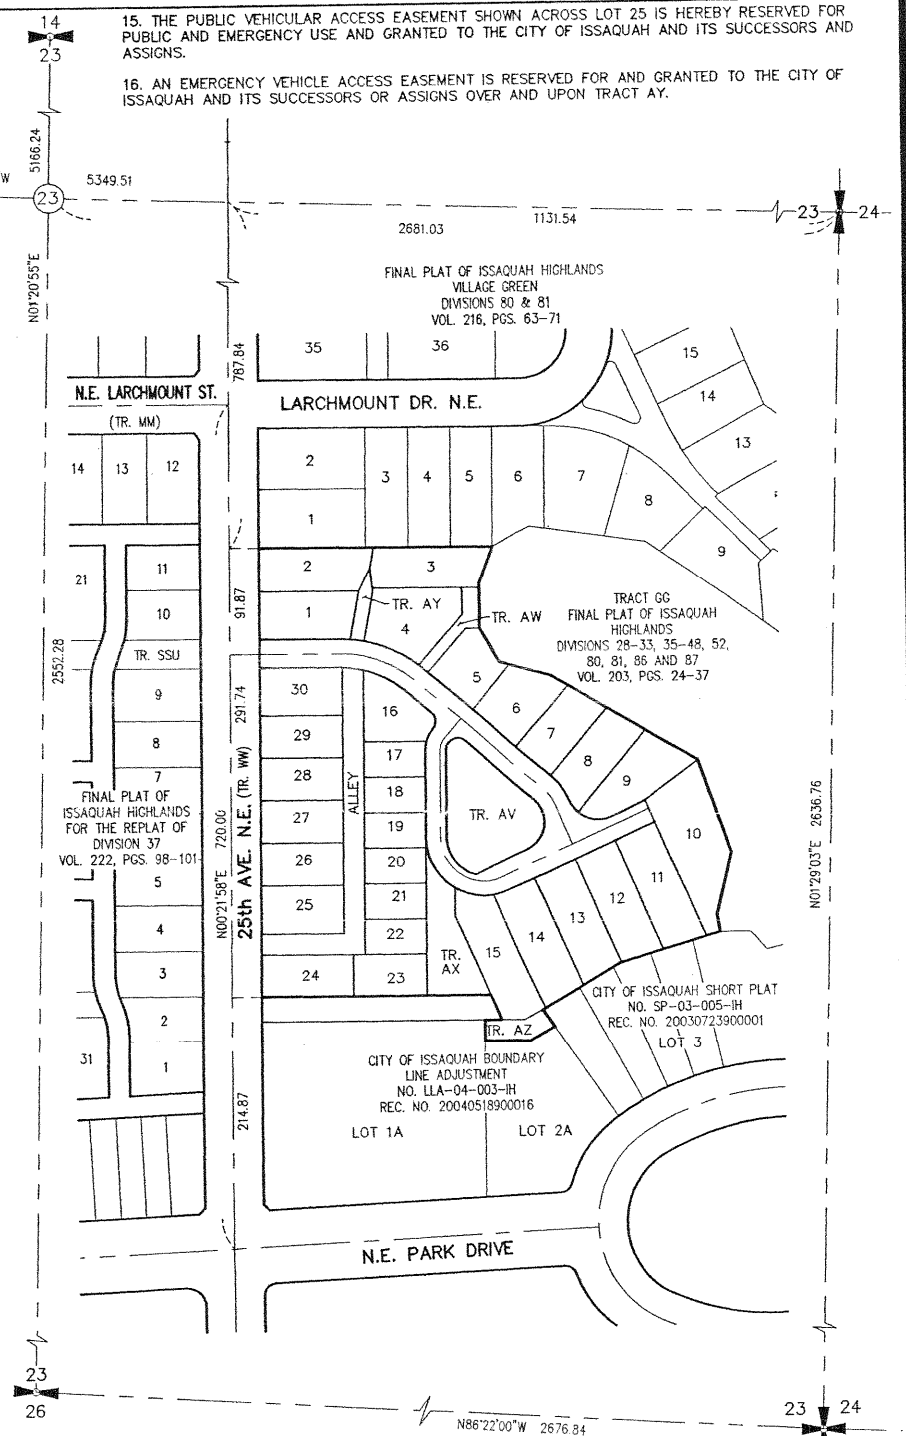 15. THE PUBLIC VEHICULAR ACCESS EASEMENT SHOWN ACROSS LOT 25 IS HEREBY RESERVED FOR
PUBLIC AND EMERGENCY USE AND GRANTED TO THE CITY OF ISSAQUAH AND ITS SUCCESSORS AND
ASSIGNS.
16. AN EMERGENCY VEHICLE ACCESS EASEMENT IS RESERVED FOR AND GRANTED TO THE CITY OF
ISSAQUAH AND ITS SUCCESSORS OR ASSIGNS OVER AND UPON TRACT AY.
14
23
5166.24
W
5349.51
23
2681.03
1131.54
23
24
N01°20'55"E
FINAL PLAT OF ISSAQUAH HIGHLANDS
VILLAGE GREEN
DIVISIONS 80 & 81
VOL. 216, PGS. 63-71
787.84
35
36
15
14
13
N.E. LARCHMOUNT ST.
(TR. MM)
LARCHMOUNT DR. N.E.
14
13
12
2
1
3
4
5
6
7
8
9
21
11
10
TR. SSU
9
8
7
2552.28
91.87
2
1
3
TR. AY
4
TR. AW
TRACT GG
FINAL PLAT OF ISSAQUAH
HIGHLANDS
DIVISIONS 28-33, 35-48, 52,
80, 81, 86 AND 87
VOL. 203, PGS. 24-37
291.74
30
29
28
27
26
25
24
ALLEY
16
17
18
19
20
21
22
23
5
6
7
8
9
10
11
12
13
14
15
TR. AV
TR.
AX
FINAL PLAT OF
ISSAQUAH HIGHLANDS
FOR THE REPLAT OF
DIVISION 37
VOL. 222, PGS. 98-101
5
4
3
2
1
31
N00°21'58"E 720.00
25th AVE. N.E. (TR. WW)
N01°29'03"E 2636.76
CITY OF ISSAQUAH SHORT PLAT
NO. SP-03-005-IH
REC. NO. 20030723900001
LOT 3
TR. AZ
CITY OF ISSAQUAH BOUNDARY
LINE ADJUSTMENT
NO. LLA-04-003-IH
REC. NO. 20040518900016
LOT 1A
LOT 2A
214.87
N.E. PARK DRIVE
23
26
N86°22'00"W 2676.84
23
24